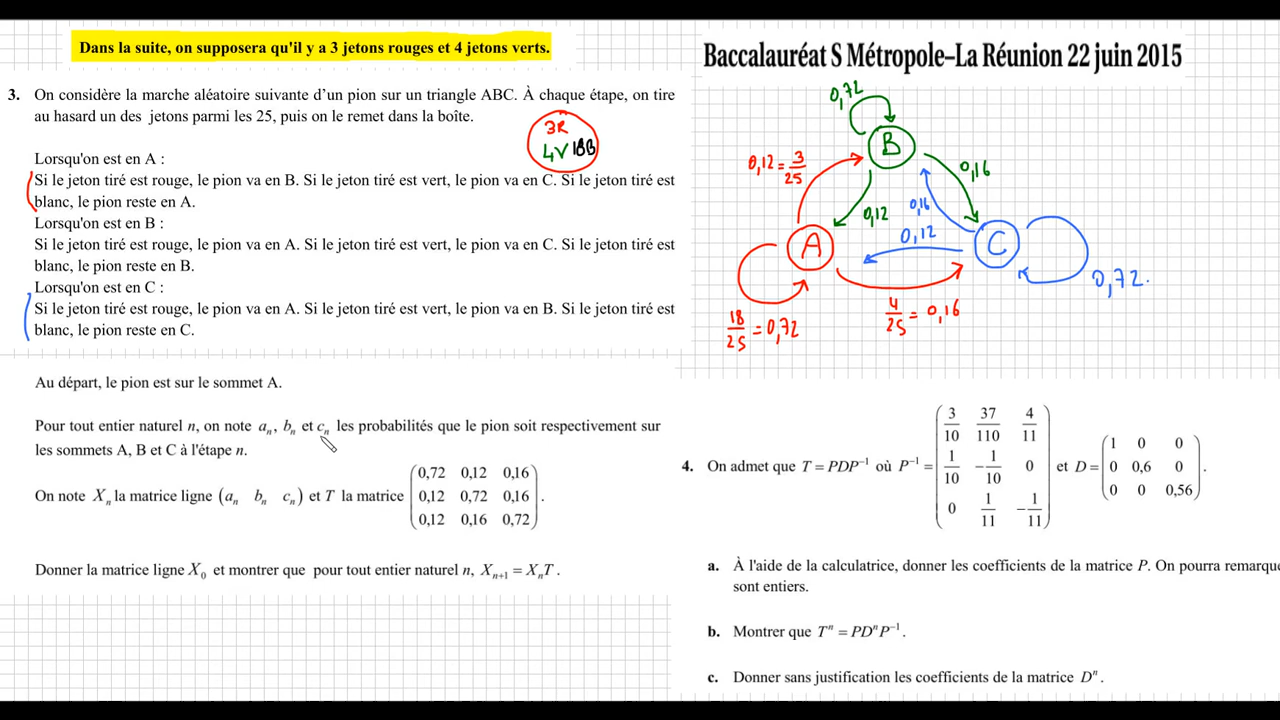 Dans la suite, on supposera qu'il y a 3 jetons rouges et 4 jetons verts.
3. On considère la marche aléatoire suivante d'un pion sur un triangle ABC. À chaque étape, on tire
au hasard un des jetons parmi les 25, puis on le remet dans la boîte.
3R
4V 18B
Lorsqu'on est en A :
Si le jeton tiré est rouge, le pion va en B. Si le jeton tiré est vert, le pion va en C. Si le jeton tiré est
blanc, le pion reste en A.
Lorsqu'on est en B :
Si le jeton tiré est rouge, le pion va en A. Si le jeton tiré est vert, le pion va en C. Si le jeton tiré est
blanc, le pion reste en B.
Lorsqu'on est en C :
Si le jeton tiré est rouge, le pion va en A. Si le jeton tiré est vert, le pion va en B. Si le jeton tiré est
blanc, le pion reste en C.
Au départ, le pion est sur le sommet A.
Pour tout entier naturel n, on note aₙ, bₙ et cₙ les probabilités que le pion soit respectivement sur
les sommets A, B et C à l'étape n.
On note Xₙ la matrice ligne (aₙ bₙ cₙ) et T la matrice
0,72 0,12 0,16
0,12 0,72 0,16
0,12 0,16 0,72
.
Donner la matrice ligne X₀ et montrer que pour tout entier naturel n, Xₙ₊₁ = XₙT.
Baccalauréat S Métropole–La Réunion 22 juin 2015
0,72
B
0,12 = 3/25
0,16
0,12
0,16
0,12
A
C
0,72.
18/25 = 0,72
4/25 = 0,16
4. On admet que T = PDP⁻¹ où P⁻¹ =
3/10 37/110 4/11
1/10 -1/10 0
0 1/11 -1/11
et D =
1 0 0
0 0,6 0
0 0 0,56
.
a. À l'aide de la calculatrice, donner les coefficients de la matrice P. On pourra remarque
sont entiers.
b. Montrer que Tⁿ = PDⁿP⁻¹.
c. Donner sans justification les coefficients de la matrice Dⁿ.